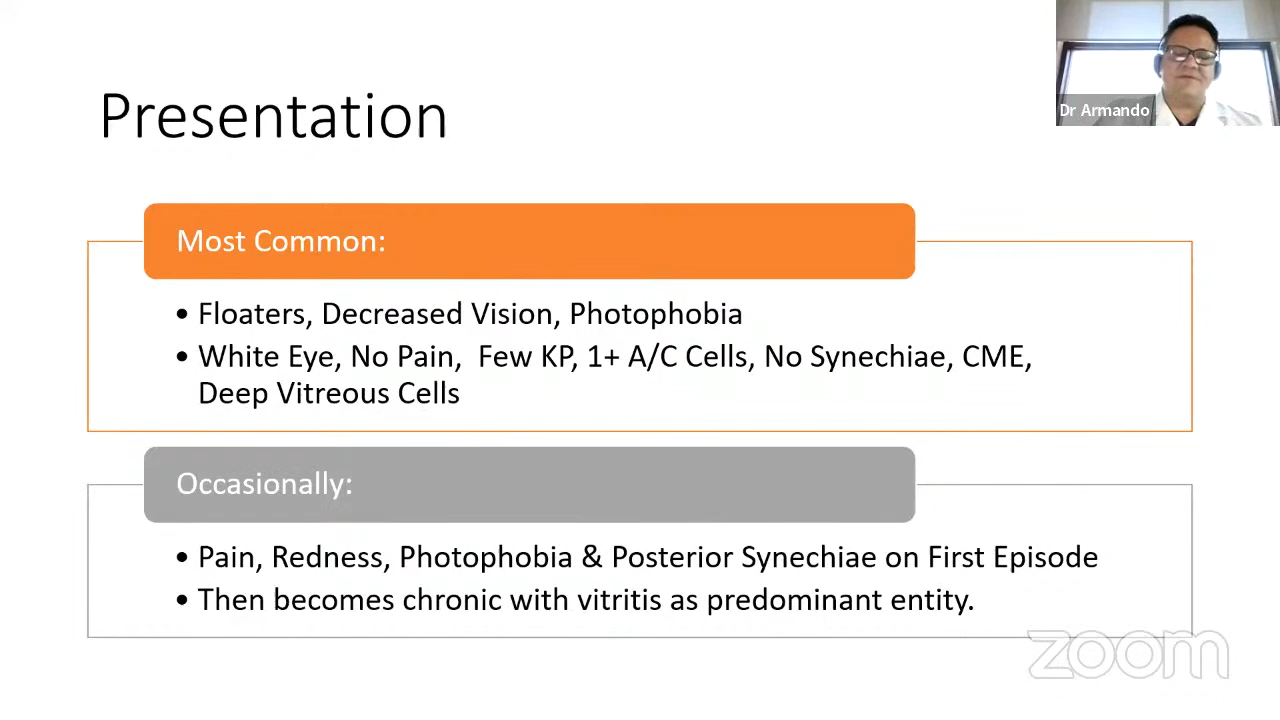 Presentation
Dr Armando
Most Common:
• Floaters, Decreased Vision, Photophobia
• White Eye, No Pain,  Few KP, 1+ A/C Cells, No Synechiae, CME,
Deep Vitreous Cells
Occasionally:
• Pain, Redness, Photophobia & Posterior Synechiae on First Episode
• Then becomes chronic with vitritis as predominant entity.
zoom